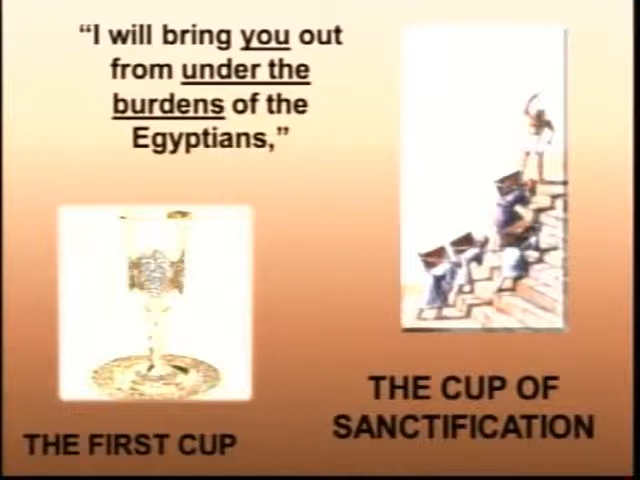 “I will bring you out
from under the
burdens of the
Egyptians,”
THE FIRST CUP
THE CUP OF
SANCTIFICATION